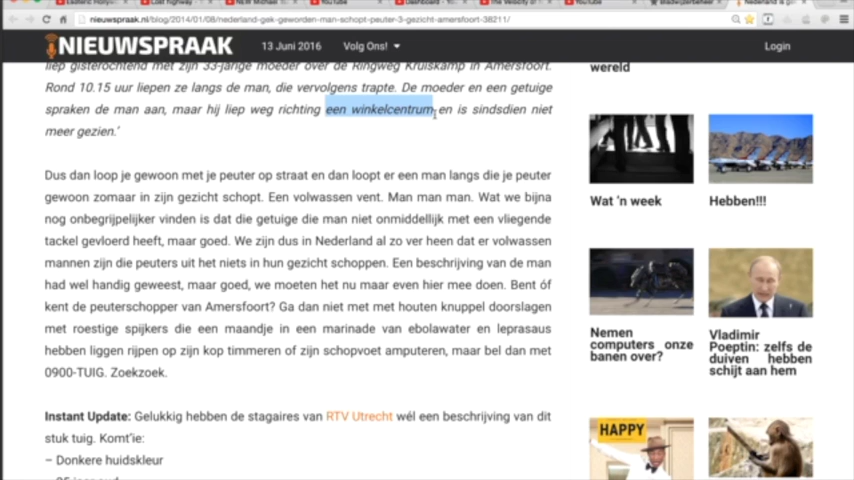 YouTube
YouTube
nieuwspraak.nl/blog/2014/01/08/nederland-gek-geworden-man-schopt-peuter-3-gezicht-amersfoort-38211/
NIEUWSPRAAK
13 Juni 2016
Volg Ons!
Login
liep gisterochtend met zijn 33-jarige moeder over de Ringweg Kruiskamp in Amersfoort.
Rond 10.15 uur liepen ze langs de man, die vervolgens trapte. De moeder en een getuige
spraken de man aan, maar hij liep weg richting een winkelcentrum en is sindsdien niet
meer gezien.'
Dus dan loop je gewoon met je peuter op straat en dan loopt er een man langs die je peuter
gewoon zomaar in zijn gezicht schopt. Een volwassen vent. Man man man. Wat we bijna
nog onbegrijpelijker vinden is dat die getuige die man niet onmiddellijk met een vliegende
tackel gevloerd heeft, maar goed. We zijn dus in Nederland al zo ver heen dat er volwassen
mannen zijn die peuters uit het niets in hun gezicht schoppen. Een beschrijving van de man
had wel handig geweest, maar goed, we moeten het nu maar even hier mee doen. Bent óf
kent de peuterschopper van Amersfoort? Ga dan niet met met houten knuppel doorslagen
met roestige spijkers die een maandje in een marinade van ebolawater en leprasaus
hebben liggen rijpen op zijn kop timmeren of zijn schopvoet amputeren, maar bel dan met
0900-TUIG. Zoekzoek.
Instant Update: Gelukkig hebben de stagaires van RTV Utrecht wél een beschrijving van dit
stuk tuig. Komt'ie:
– Donkere huidskleur
wereld
Wat 'n week
Hebben!!!
Nemen computers onze
banen over?
Vladimir
Poeptin: zelfs de
duiven hebben
schijt aan hem
HAPPY